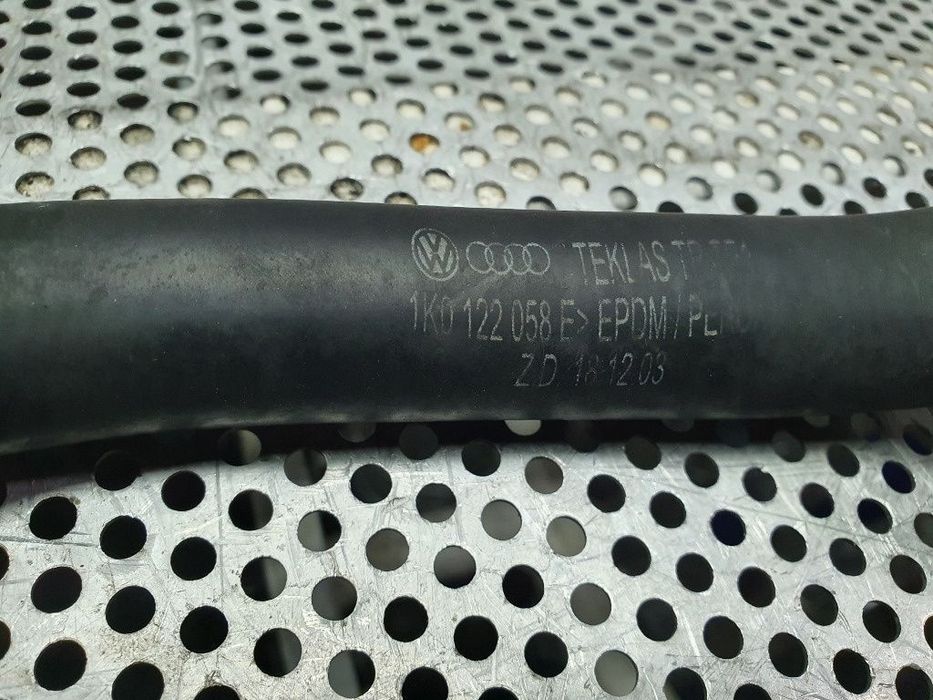 TEKLAS
1K0 122 058 E> EPDM /
Z.D 18 12 03